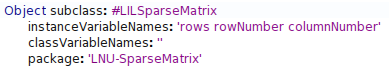 Object subclass: #LILSparseMatrix
instanceVariableNames: 'rows rowNumber columnNumber'
classVariableNames: ''
package: 'LNU-SparseMatrix'